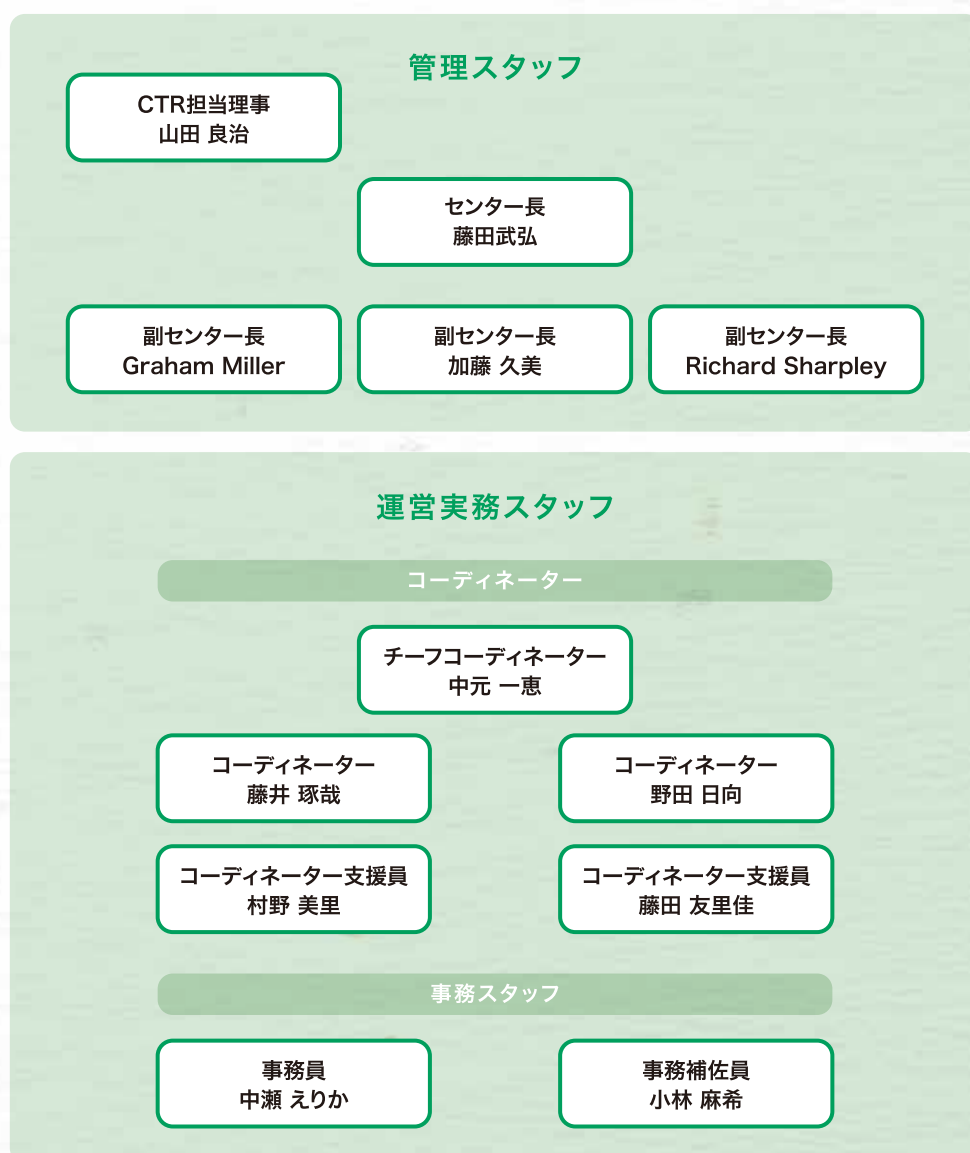 管理スタッフ
CTR担当理事
山田 良治
センター長
藤田武弘
副センター長
Graham Miller
副センター長
加藤 久美
副センター長
Richard Sharpley
運営実務スタッフ
コーディネーター
チーフコーディネーター
中元 一恵
コーディネーター
藤井 琢哉
コーディネーター
野田 日向
コーディネーター支援員
村野 美里
コーディネーター支援員
藤田 友里佳
事務スタッフ
事務員
中瀬 えりか
事務補佐員
小林 麻希